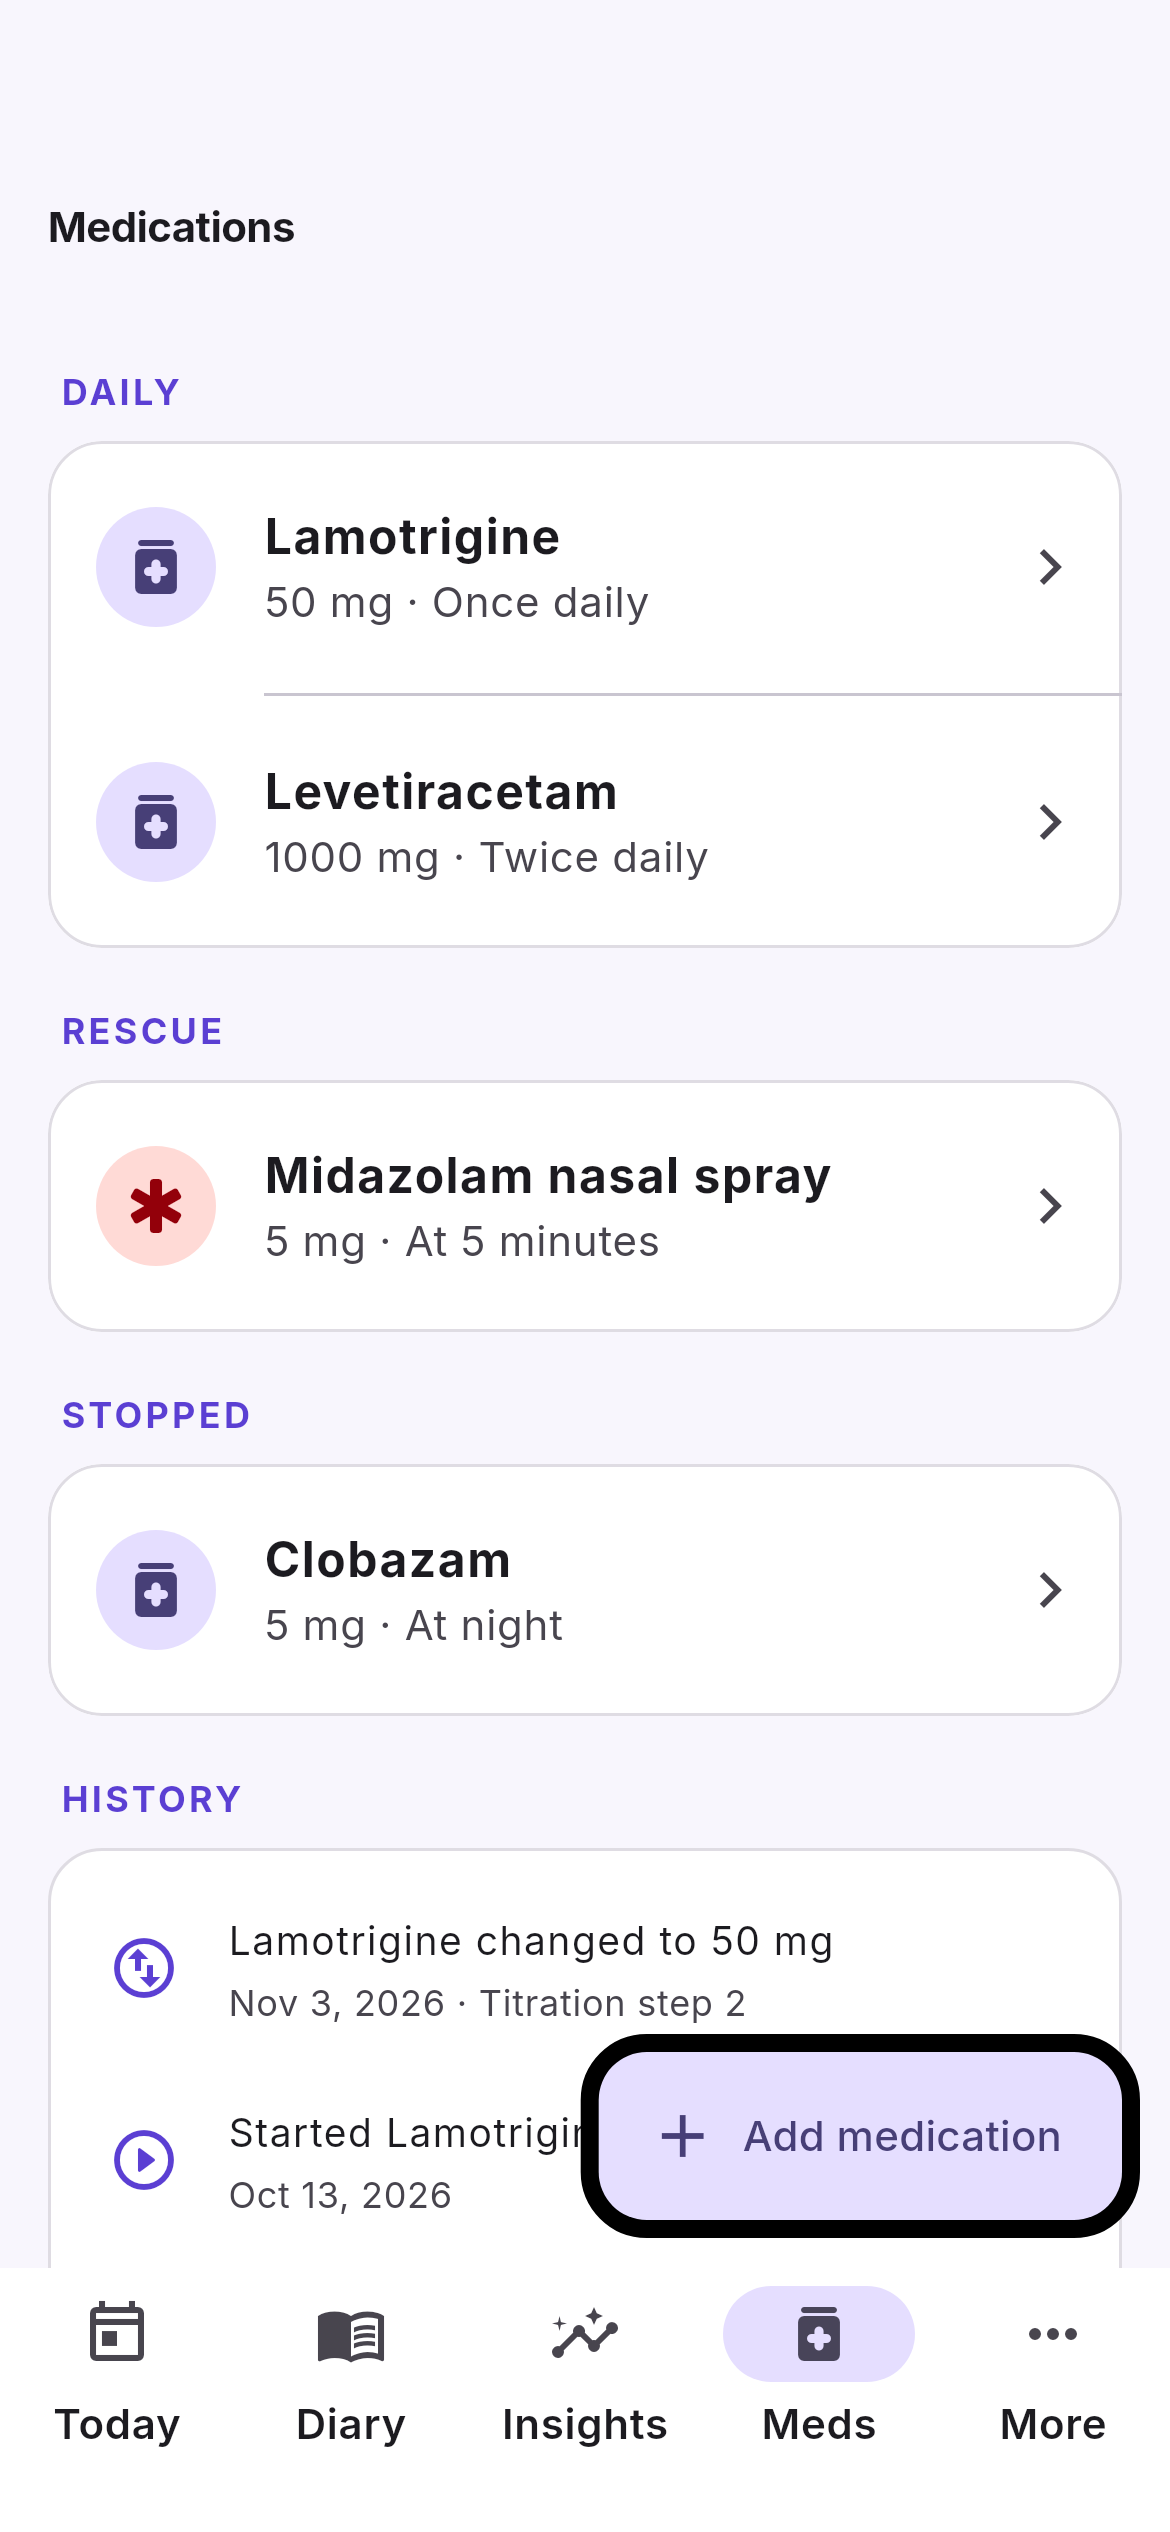 Medications
DAILY
Lamotrigine
50 mg · Once daily
Levetiracetam
1000 mg · Twice daily
RESCUE
Midazolam nasal spray
5 mg · At 5 minutes
STOPPED
Clobazam
5 mg · At night
HISTORY
Lamotrigine changed to 50 mg
Nov 3, 2026 · Titration step 2
Started
Oct 13, 2026
Add medication
Today
Diary
Insights
Meds
More